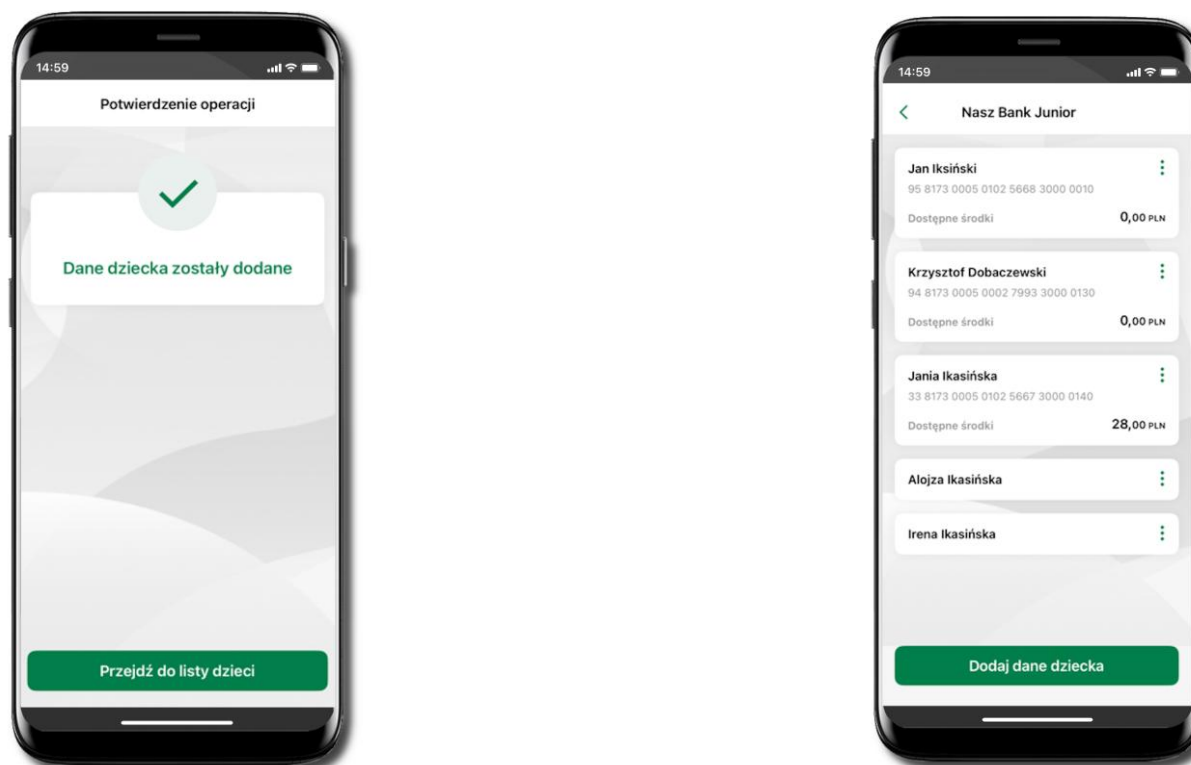 14:59
Potwierdzenie operacji
Dane dziecka zostały dodane
Przejdź do listy dzieci
14:59
Nasz Bank Junior
Jan Iksiński
95 8173 0005 0102 5668 3000 0010
Dostępne środki 0,00 PLN
Krzysztof Dobaczewski
94 8173 0005 0002 7993 3000 0130
Dostępne środki 0,00 PLN
Jania Ikasińska
33 8173 0005 0102 5667 3000 0140
Dostępne środki 28,00 PLN
Alojza Ikasińska
Irena Ikasińska
Dodaj dane dziecka